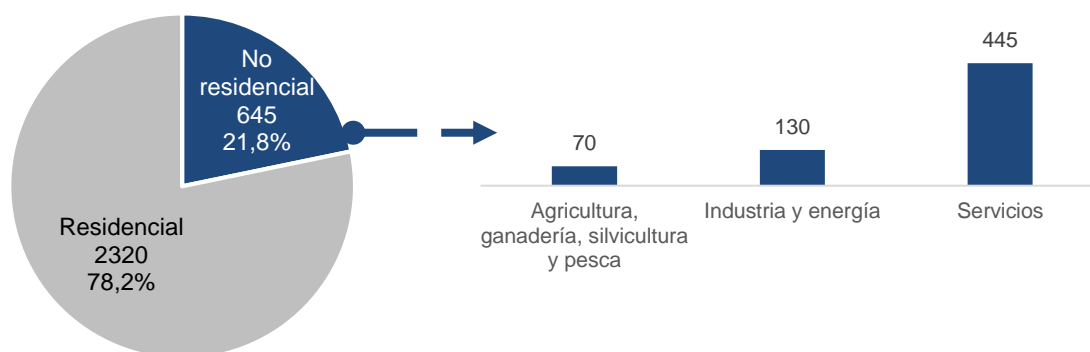 No
residencial
645
21,8%
Residencial
2320
78,2%
70
130
445
Agricultura,
ganadería, silvicultura
y pesca
Industria y energía
Servicios